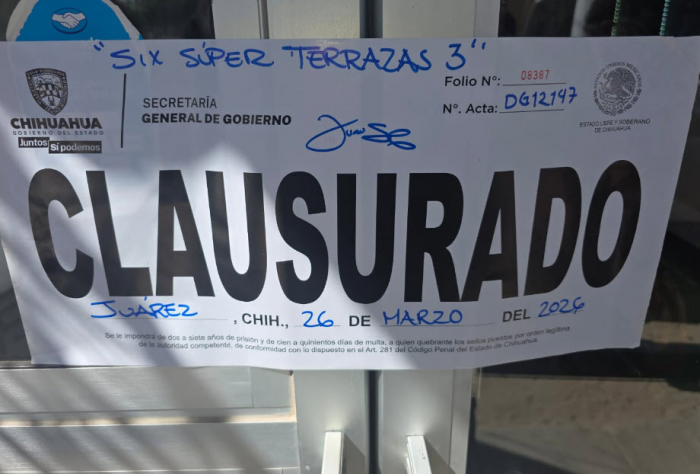 "SIX SÚPER TERRAZAS 3"
Folio N°: 08387
N°. Acta: DG12147
CHIHUAHUA
GOBIERNO DEL ESTADO
Juntos Sí podemos
SECRETARÍA
GENERAL DE GOBIERNO
ESTADO LIBRE Y SOBERANO
DE CHIHUAHUA
CLAUSURADO
JUÁREZ, CHIH., 26 DE MARZO DEL 2026
Se le impondrá de dos a siete años de prisión y de cien a quinientos días de multa, a quien quebrante los sellos puestos por orden legítima
de la autoridad competente, de conformidad con lo dispuesto en el Art. 281 del Código Penal del Estado de Chihuahua.